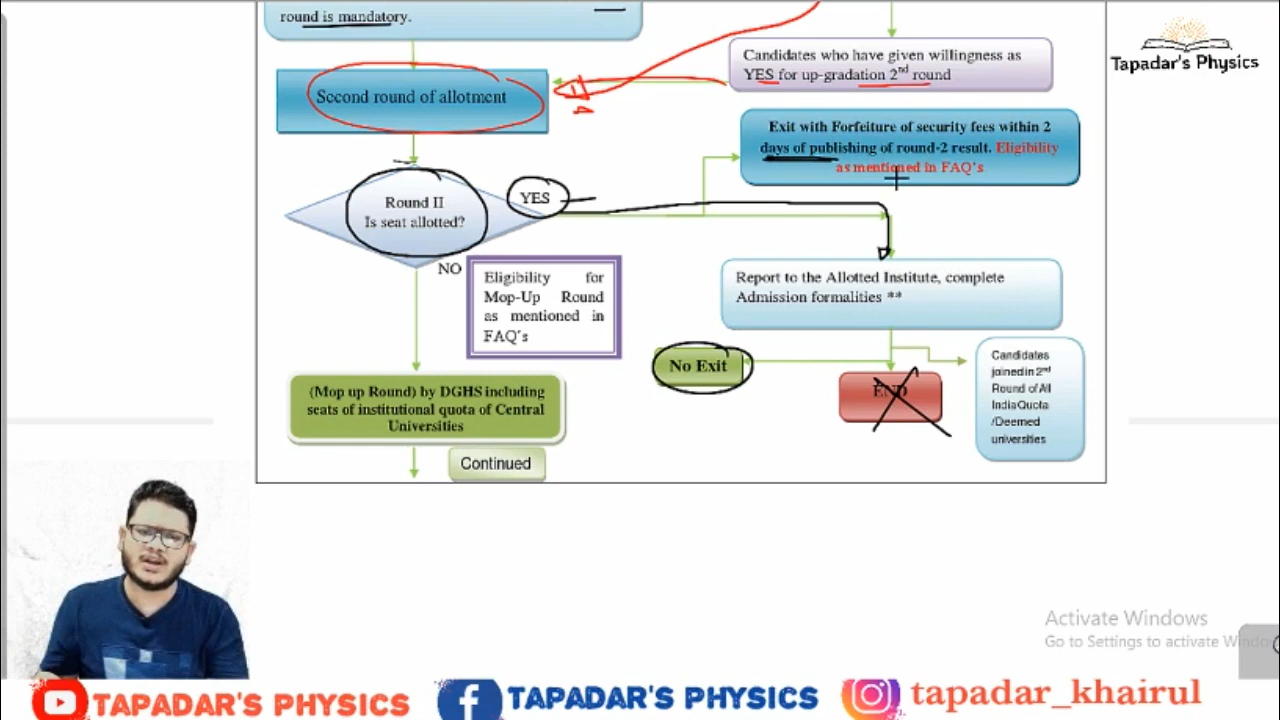 round is mandatory.
Tapadar's Physics
Candidates who have given willingness as
YES for up-gradation 2nd round
Second round of allotment
Exit with Forfeiture of security fees within 2
days of publishing of round-2 result. Eligibility
as mentioned in FAQ's
Round II
Is seat allotted?
YES
NO
Eligibility for
Mop-Up Round
as mentioned in
FAQ's
Report to the Allotted Institute, complete
Admission formalities **
No Exit
END
Candidates
joinedin 2nd
Round of All
IndiaQuota
/Deemed
universities
(Mop up Round) by DGHS including
seats of institutional quota of Central
Universities
Continued
Activate Windows
Go to Settings to activate Windo
TAPADAR'S PHYSICS
TAPADAR'S PHYSICS
tapadar_khairul